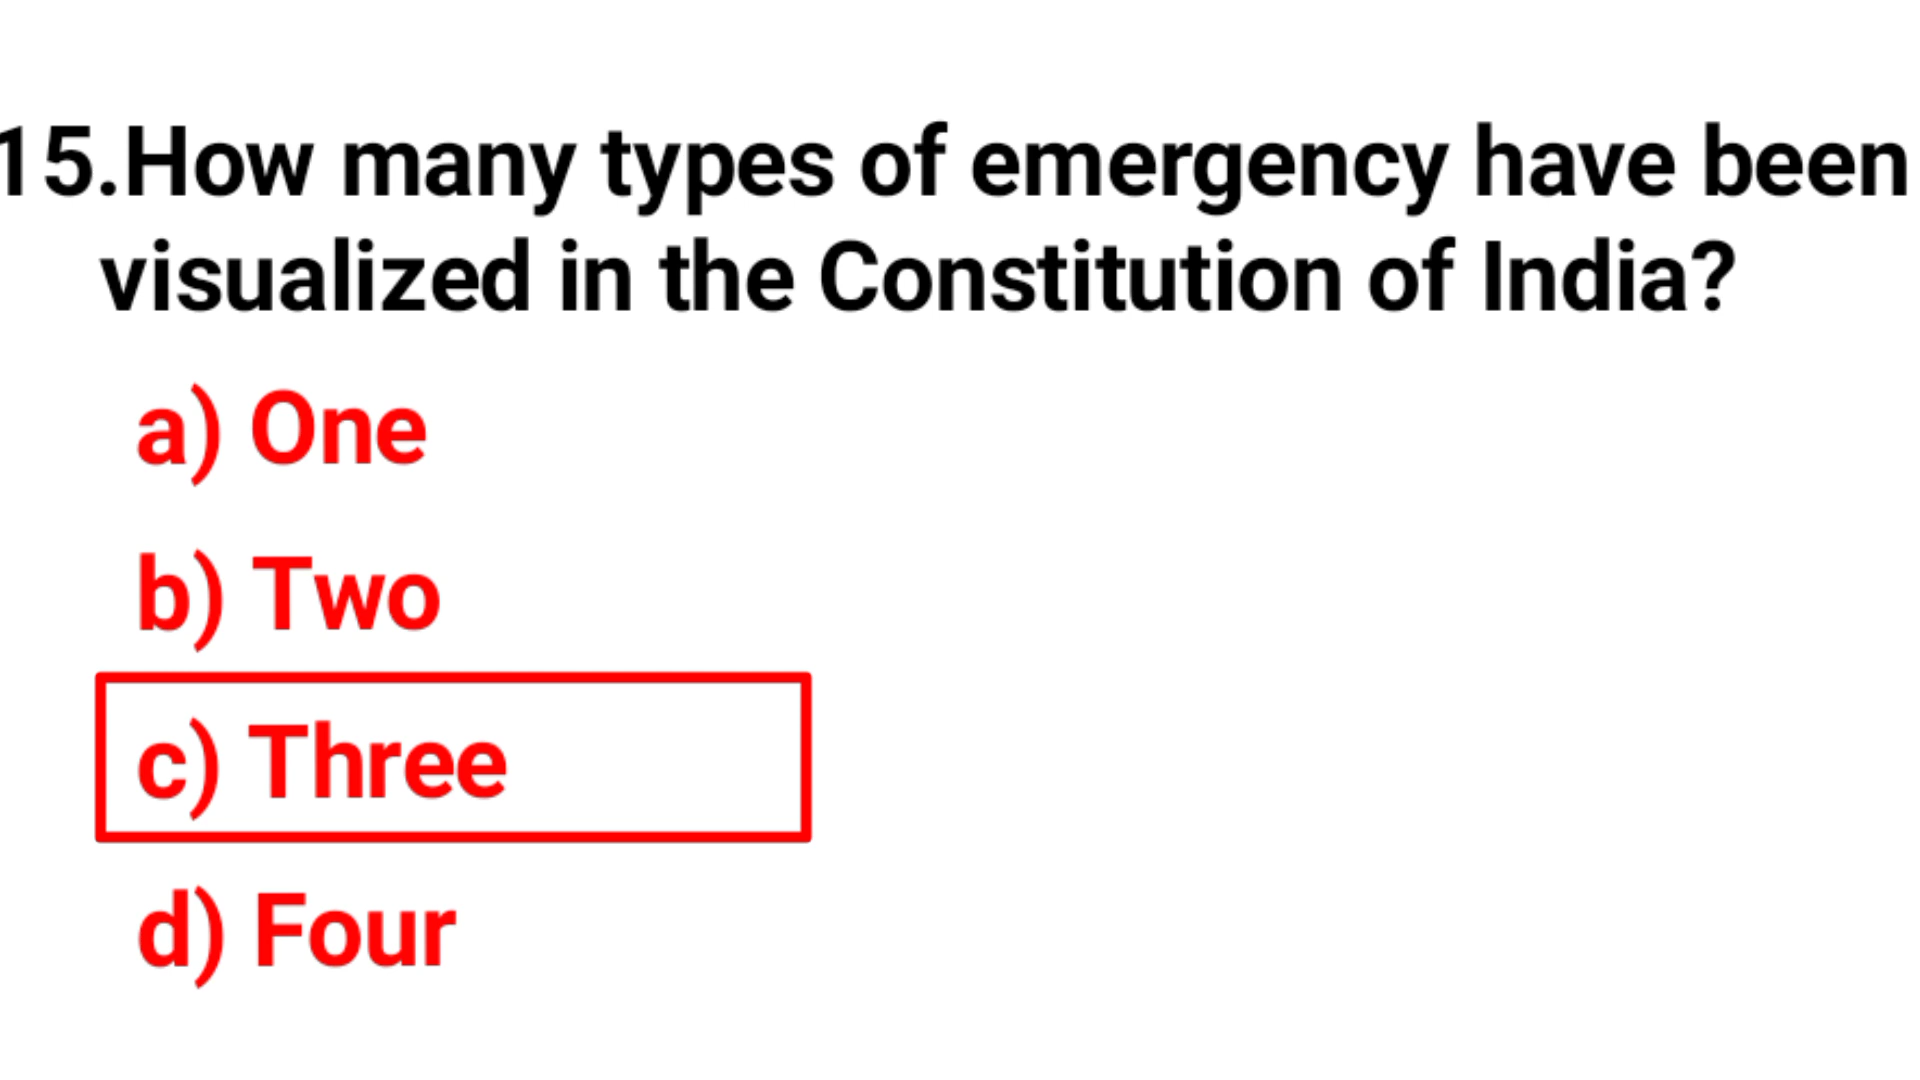 15.How many types of emergency have been
visualized in the Constitution of India?
a) One
b) Two
c) Three
d) Four